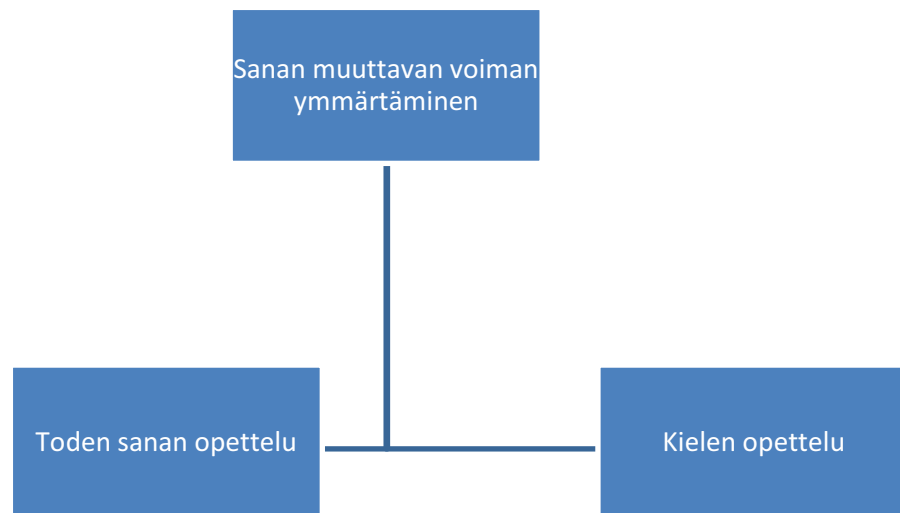 Sanan muuttavan voiman
ymmärtäminen
Toden sanan opettelu
Kielen opettelu